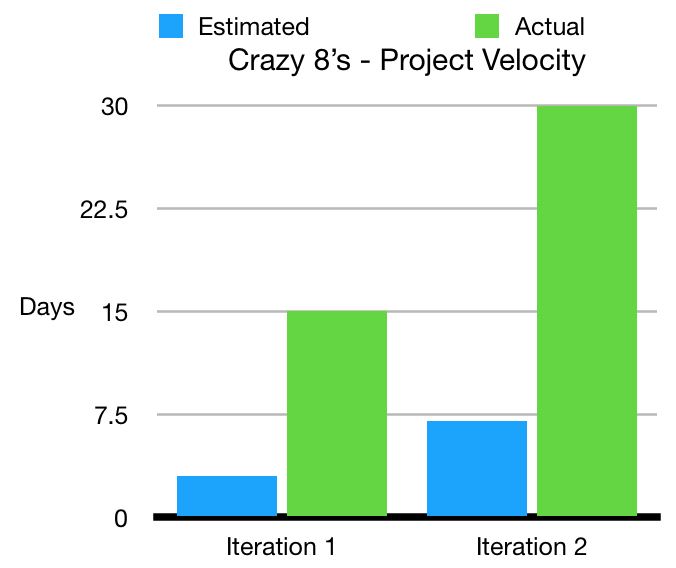 Estimated
Actual
Crazy 8’s - Project Velocity
30
22.5
Days
15
7.5
0
Iteration 1
Iteration 2